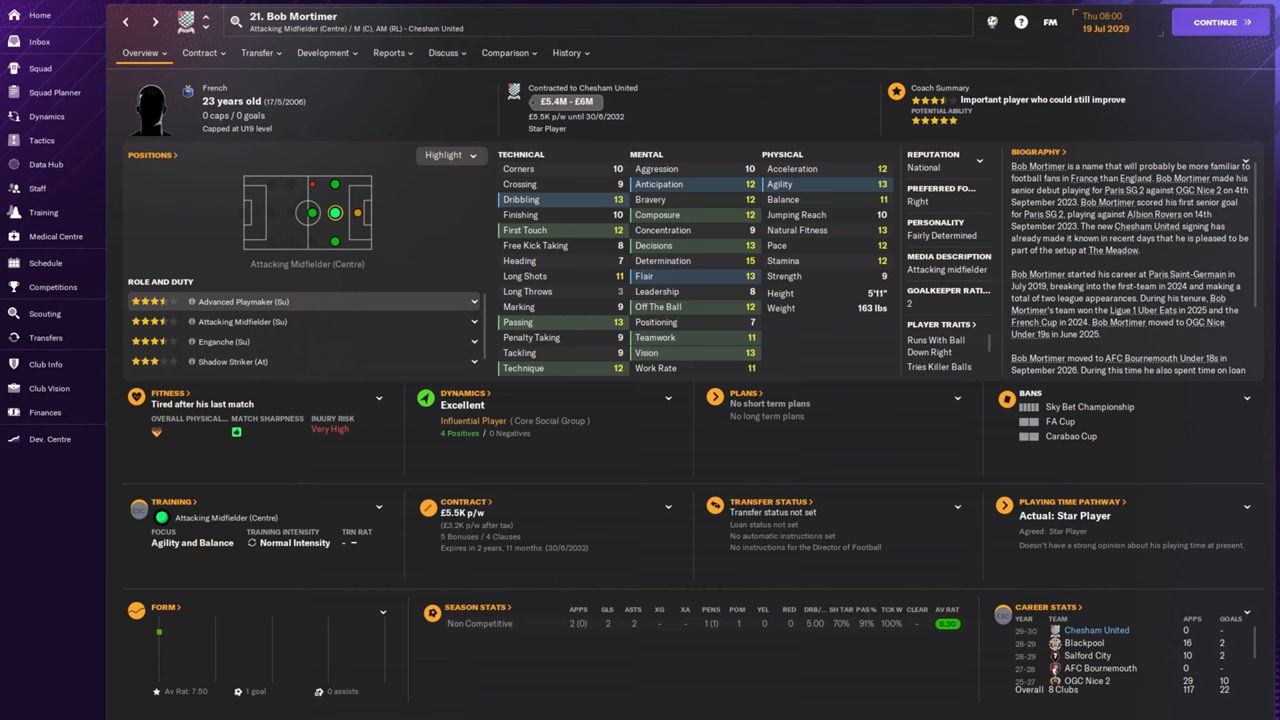 Home
Inbox
Squad
Squad Planner
Dynamics
Tactics
Data Hub
Staff
Training
Medical Centre
Schedule
Competitions
Scouting
Transfers
Club Info
Club Vision
Finances
Dev. Centre
21. Bob Mortimer
Attacking Midfielder (Centre) / M (C), AM (RL) - Chesham United
FM
Thu 08:00
19 Jul 2029
CONTINUE
Overview
Contract
Transfer
Development
Reports
Discuss
Comparison
History
French
23 years old (17/5/2006)
0 caps / 0 goals
Capped at U19 level
Contracted to Chesham United
£5.4M - £6M
£5.5K p/w until 30/6/2032
Star Player
Coach Summary
Important player who could still improve
POTENTIAL ABILITY
POSITIONS >
Highlight
Attacking Midfielder (Centre)
ROLE AND DUTY
Advanced Playmaker (Su)
Attacking Midfielder (Su)
Enganche (Su)
Shadow Striker (At)
TECHNICAL
Corners 10
Crossing 9
Dribbling 13
Finishing 10
First Touch 12
Free Kick Taking 8
Heading 7
Long Shots 11
Long Throws 3
Marking 9
Passing 13
Penalty Taking 9
Tackling 9
Technique 12
MENTAL
Aggression 10
Anticipation 12
Bravery 12
Composure 12
Concentration 9
Decisions 13
Determination 15
Flair 13
Leadership 8
Off The Ball 12
Positioning 7
Teamwork 11
Vision 13
Work Rate 11
PHYSICAL
Acceleration 12
Agility 13
Balance 11
Jumping Reach 10
Natural Fitness 13
Pace 12
Stamina 12
Strength 9
Height 5'11"
Weight 163 lbs
REPUTATION
National
PREFERRED FO...
Right
PERSONALITY
Fairly Determined
MEDIA DESCRIPTION
Attacking midfielder
GOALKEEPER RATI...
2
PLAYER TRAITS >
Runs With Ball
Down Right
Tries Killer Balls
BIOGRAPHY >
Bob Mortimer is a name that will probably be more familiar to
football fans in France than England. Bob Mortimer made his
senior debut playing for Paris SG 2 against OGC Nice 2 on 4th
September 2023. Bob Mortimer scored his first senior goal
for Paris SG 2, playing against Albion Rovers on 14th
September 2023. The new Chesham United signing has
already made it known in recent days that he is pleased to be
part of the setup at The Meadow.
Bob Mortimer started his career at Paris Saint-Germain in
July 2019, breaking into the first-team in 2024 and making a
total of two league appearances. During his tenure, Bob
Mortimer's team won the Ligue 1 Uber Eats in 2025 and the
French Cup in 2024. Bob Mortimer moved to OGC Nice
Under 19s in June 2025.
Bob Mortimer moved to AFC Bournemouth Under 18s in
September 2026. During this time he also spent time on loan
FITNESS >
Tired after his last match
OVERALL PHYSICAL...
MATCH SHARPNESS
INJURY RISK
Very High
DYNAMICS >
Excellent
Influential Player ( Core Social Group )
4 Positives / 0 Negatives
PLANS >
No short term plans
No long term plans
BANS
Sky Bet Championship
FA Cup
Carabao Cup
TRAINING >
Attacking Midfielder (Centre)
FOCUS
Agility and Balance
TRAINING INTENSITY
Normal Intensity
TRN RAT
- -
CONTRACT >
£5.5K p/w
(£3.2K p/w after tax)
5 Bonuses / 4 Clauses
Expires in 2 years, 11 months (30/6/2032)
TRANSFER STATUS >
Transfer status not set
Loan status not set
No automatic instructions set
No instructions for the Director of Football
PLAYING TIME PATHWAY >
Actual: Star Player
Agreed: Star Player
Doesn't have a strong opinion about his playing time at present.
FORM >
Av Rat: 7.50
1 goal
0 assists
SEASON STATS >
APPS GLS ASTS XG XA PENS POM YEL RED DRB/... SH TAR PAS % TCK W CLEAR AV RAT
Non Competitive 2 (0) 2 2 - - 1 (1) 1 0 0 5.00 70% 91% 100% - 8.30
CAREER STATS >
YEAR TEAM APPS GOALS
29-30 Chesham United 0 -
28-29 Blackpool 16 2
28-29 Salford City 10 2
27-28 AFC Bournemouth 0 -
26-27 OGC Nice 2 29 10
Overall 8 Clubs 117 22